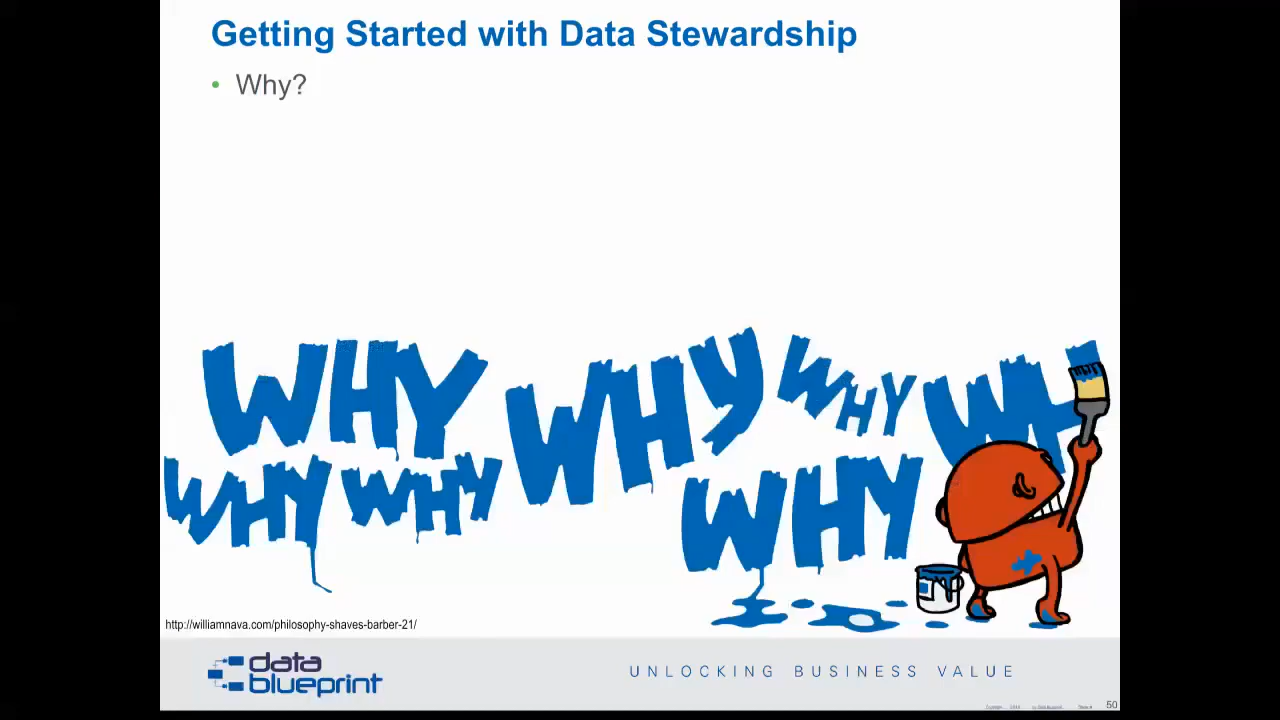 Getting Started with Data Stewardship
• Why?
WHY WHY WHY WH
WHY WHY WHY
http://williamnava.com/philosophy-shaves-barber-21/
data
blueprint
UNLOCKING BUSINESS VALUE
50